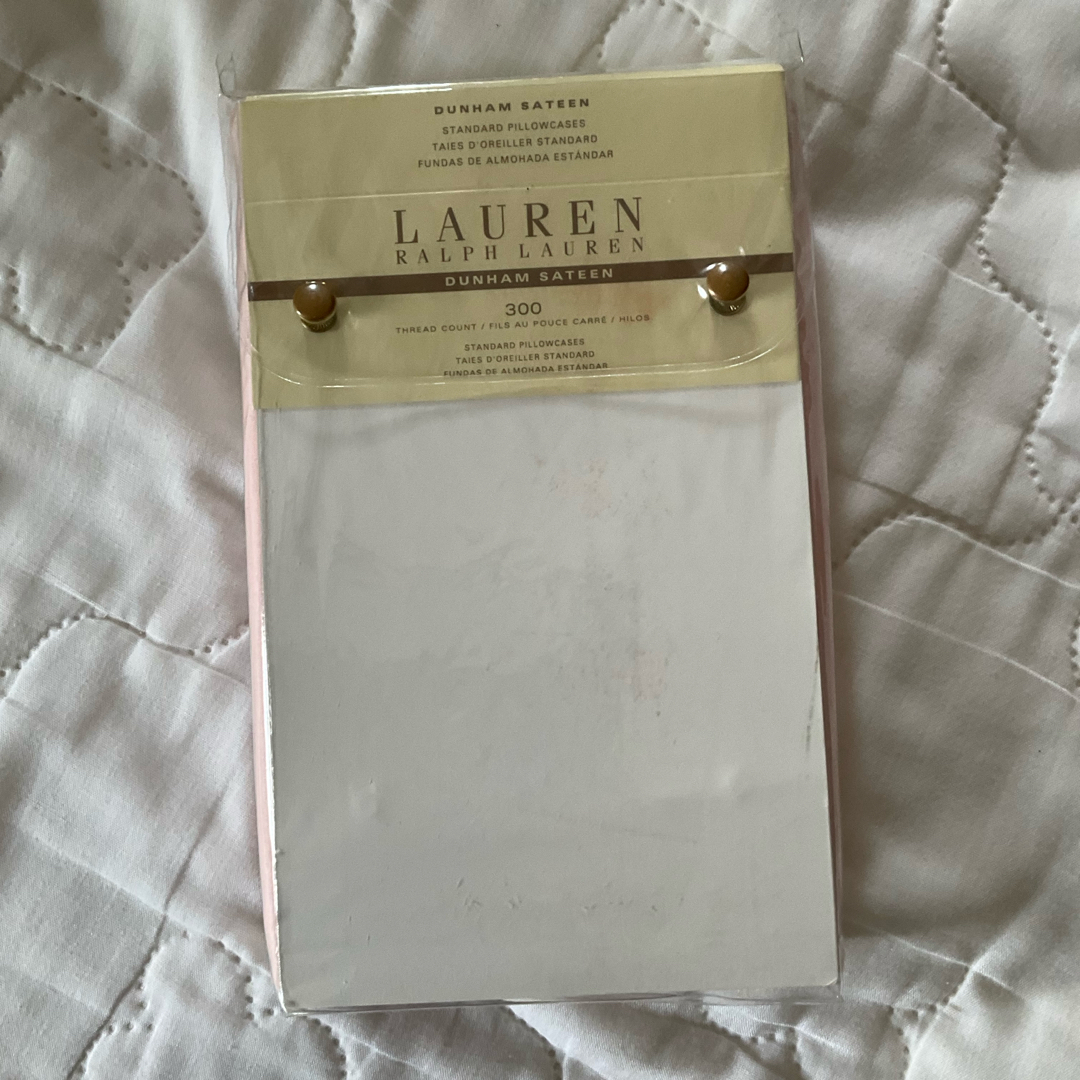 DUNHAM SATEEN
STANDARD PILLOWCASES
TAIES D'OREILLER STANDARD
FUNDAS DE ALMOHADA ESTÁNDAR
LAUREN
RALPH LAUREN
DUNHAM SATEEN
300
THREAD COUNT / FILS AU POUCE CARRÉ / HILOS
STANDARD PILLOWCASES
TAIES D'OREILLER STANDARD
FUNDAS DE ALMOHADA ESTÁNDAR